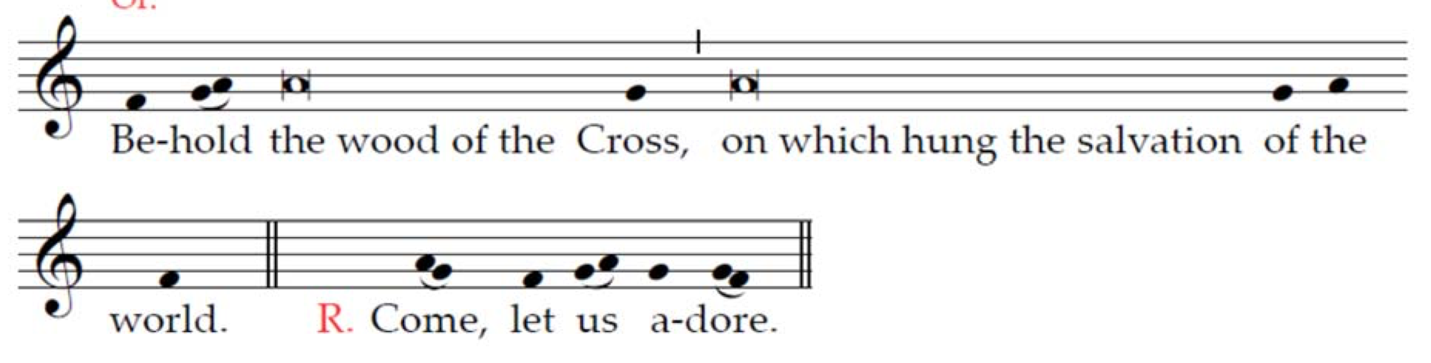 Or:
Be-hold the wood of the Cross, on which hung the salvation of the
world. R. Come, let us a-dore.